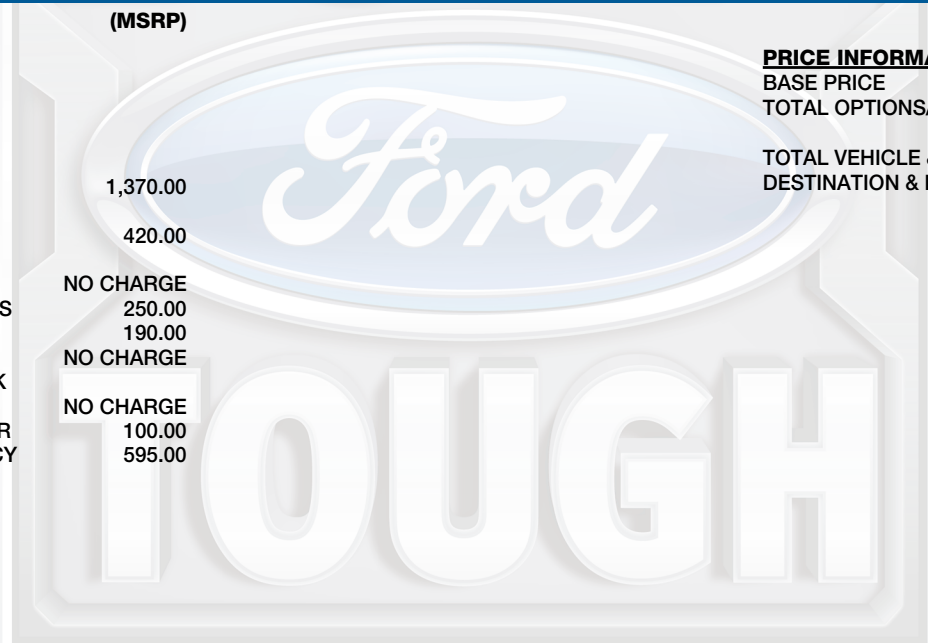 (MSRP)
PRICE INFORMA
BASE PRICE
TOTAL OPTIONS/
TOTAL VEHICLE &
DESTINATION &
1,370.00
420.00
NO CHARGE
S 250.00
190.00
NO CHARGE
K
NO CHARGE
R 100.00
CY 595.00
Ford
TOUGH